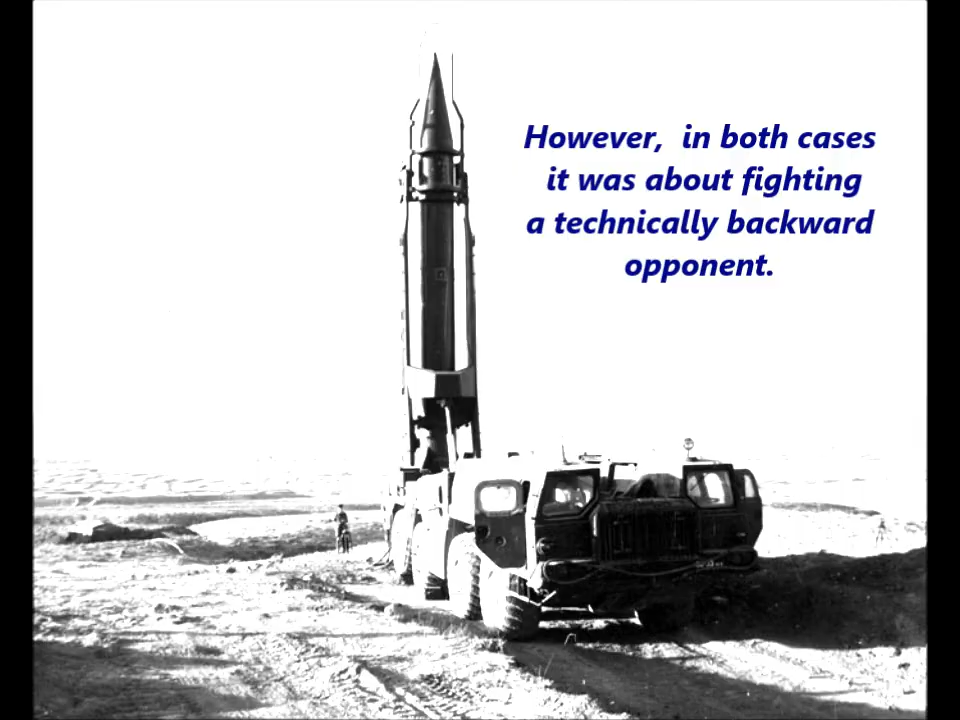 However, in both cases
it was about fighting
a technically backward
opponent.